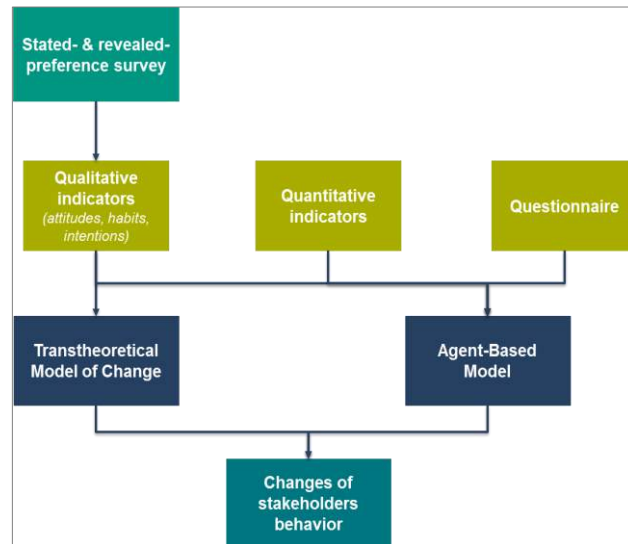 Stated- & revealed-
preference survey
Qualitative
indicators
(attitudes, habits,
intentions)
Quantitative
indicators
Questionnaire
Transtheoretical
Model of Change
Agent-Based
Model
Changes of
stakeholders
behavior